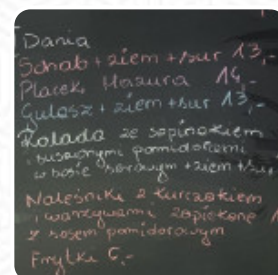 Dania
Schab + ziem + sur 13,-
Placek Mazura 14,-
Gulasz + ziem + sur 13,-
Rolada ze szpinakiem
i suszonymi pomidorami
w sosie serowym + ziem + sur
Naleśniki z kurczakiem
i warzywami zapiekane
z sosem pomidorowym
Frytki 6,-